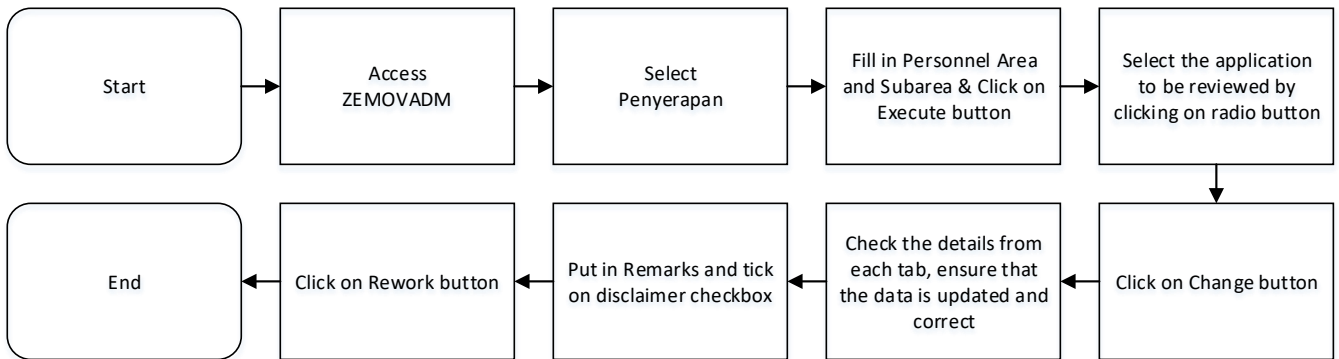 Start
Access
ZEMOVADM
Select
Penyerapan
Fill in Personnel Area
and Subarea & Click on
Execute button
Select the application
to be reviewed by
clicking on radio button
Click on Change button
Check the details from
each tab, ensure that
the data is updated and
correct
Put in Remarks and tick
on disclaimer checkbox
Click on Rework button
End